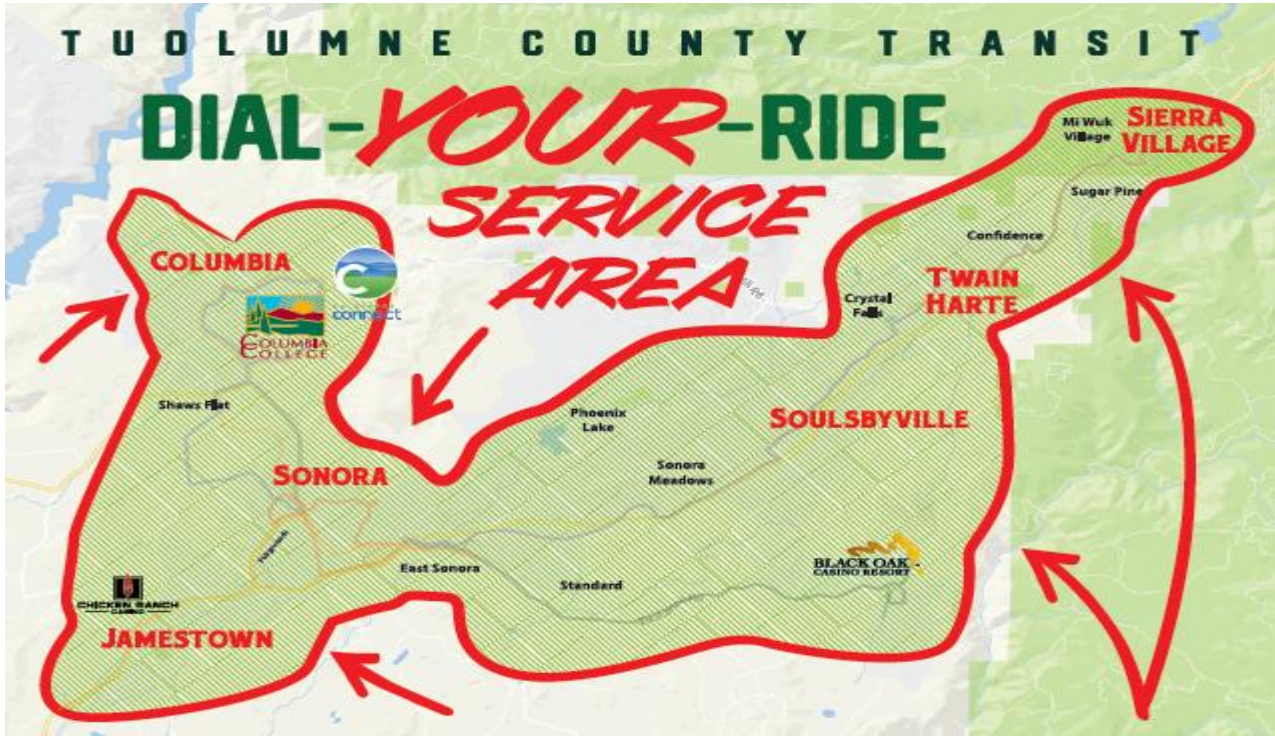 TUOLUMNE COUNTY TRANSIT
DIAL-YOUR-RIDE
SERVICE
AREA
Mi Wuk
Village
SIERRA
VILLAGE
Sugar Pine
Confidence
COLUMBIA
C
connect
TWAIN
HARTE
Crystal
Falls
COLUMBIA
COLLEGE
Shaws Flat
Phoenix
Lake
SOULSBYVILLE
SONORA
Sonora
Meadows
East Sonora
Standard
BLACK OAK
CASINO RESORT
CHICKEN RANCH
CASINO
JAMESTOWN